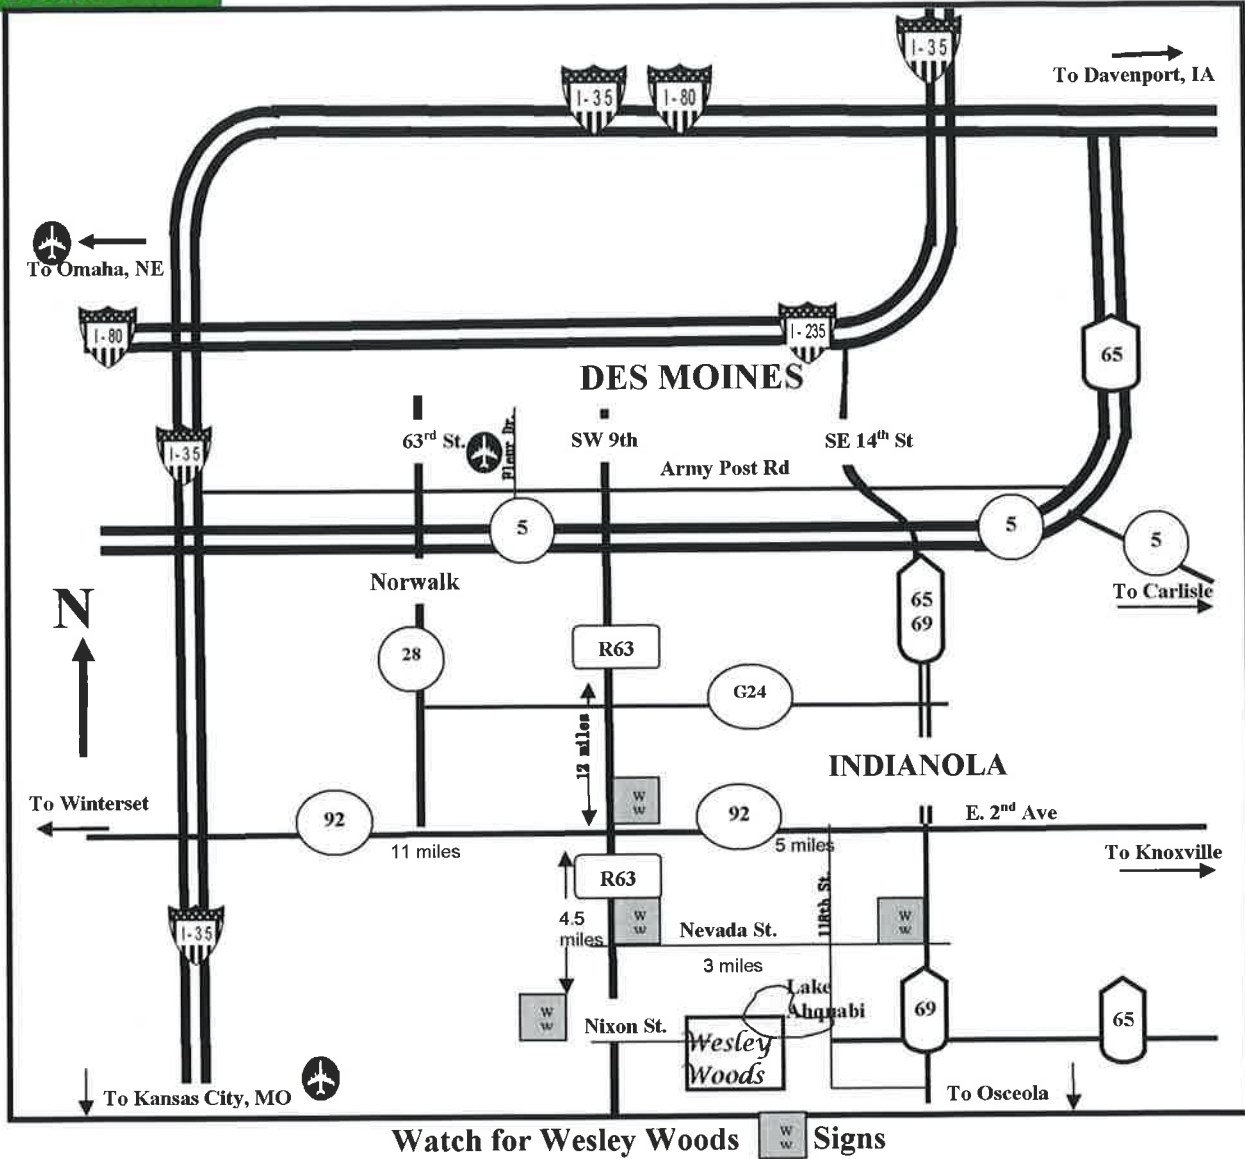 I-35
To Davenport, IA
I-35
I-80
To Omaha, NE
I-80
I-235
65
DES MOINES
63rd St.
Fleur Dr.
SW 9th
SE 14th St
I-35
Army Post Rd
5
5
5
Norwalk
To Carlisle
N
65
69
R63
28
G24
12 miles
INDIANOLA
To Winterset
W
W
92
92
E. 2nd Ave
11 miles
5 miles
To Knoxville
R63
118th St.
4.5
miles
W
W
Nevada St.
W
W
I-35
3 miles
Lake
Ahquabi
W
W
Nixon St.
69
65
Wesley
Woods
To Kansas City, MO
To Osceola
Watch for Wesley Woods
W
W
Signs